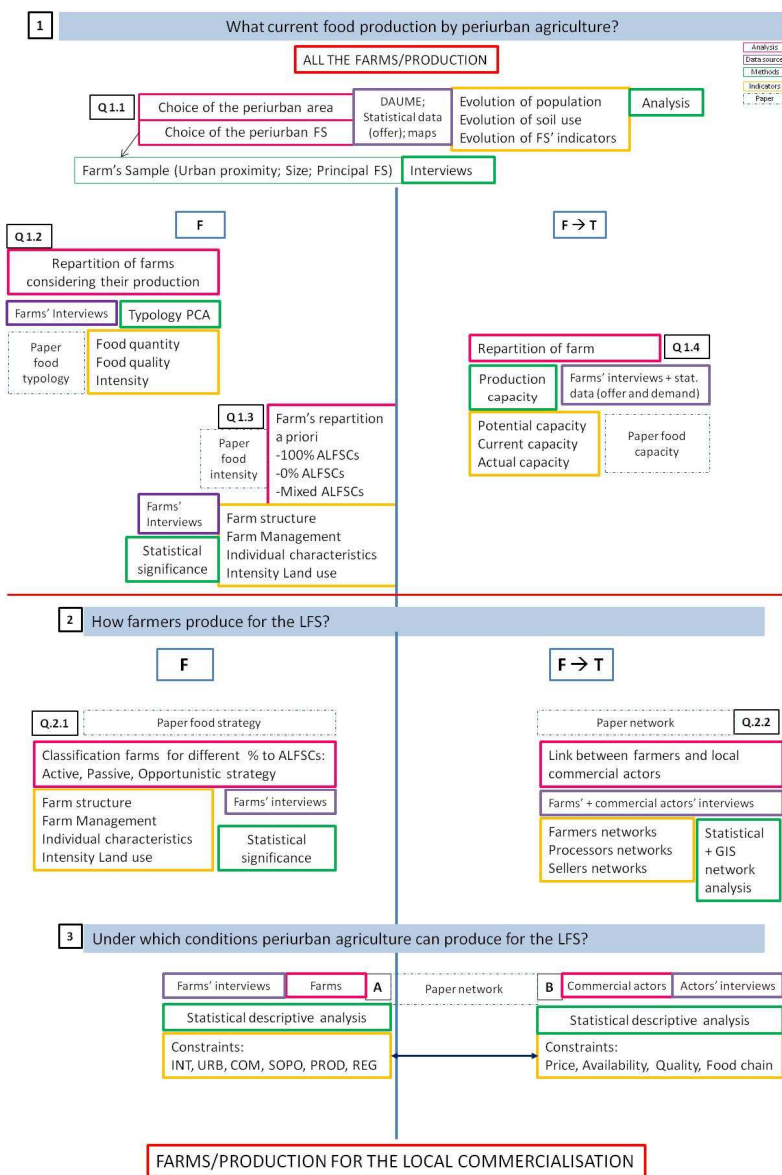 1
What current food production by periurban agriculture?
ALL THE FARMS/PRODUCTION
Analysis
Data source
Methods
Indicators
Paper
Q 1.1
Choice of the periurban area
Choice of the periurban FS
DAUME;
Statistical data
(offer); maps
Evolution of population
Evolution of soil use
Evolution of FS' indicators
Analysis
Farm's Sample (Urban proximity; Size; Principal FS)
Interviews
F
F → T
Q 1.2
Repartition of farms
considering their production
Farms' Interviews
Typology PCA
Paper
food
typology
Food quantity
Food quality
Intensity
Repartition of farm
Q 1.4
Production
capacity
Farms' interviews + stat.
data (offer and demand)
Potential capacity
Current capacity
Actual capacity
Paper food
capacity
Q 1.3
Paper
food
intensity
Farm's repartition
a priori
-100% ALFSCs
-0% ALFSCs
-Mixed ALFSCs
Farms'
Interviews
Statistical
significance
Farm structure
Farm Management
Individual characteristics
Intensity Land use
2
How farmers produce for the LFS?
F
F → T
Q.2.1
Paper food strategy
Classification farms for different % to ALFSCs:
Active, Passive, Opportunistic strategy
Farm structure
Farm Management
Individual characteristics
Intensity Land use
Farms' interviews
Statistical
significance
Paper network
Q.2.2
Link between farmers and local
commercial actors
Farms' + commercial actors' interviews
Farmers networks
Processors networks
Sellers networks
Statistical
+ GIS
network
analysis
3
Under which conditions periurban agriculture can produce for the LFS?
Farms' interviews
Farms
A
Paper network
B
Commercial actors
Actors' interviews
Statistical descriptive analysis
Statistical descriptive analysis
Constraints:
INT, URB, COM, SOPO, PROD, REG
Constraints:
Price, Availability, Quality, Food chain
FARMS/PRODUCTION FOR THE LOCAL COMMERCIALISATION